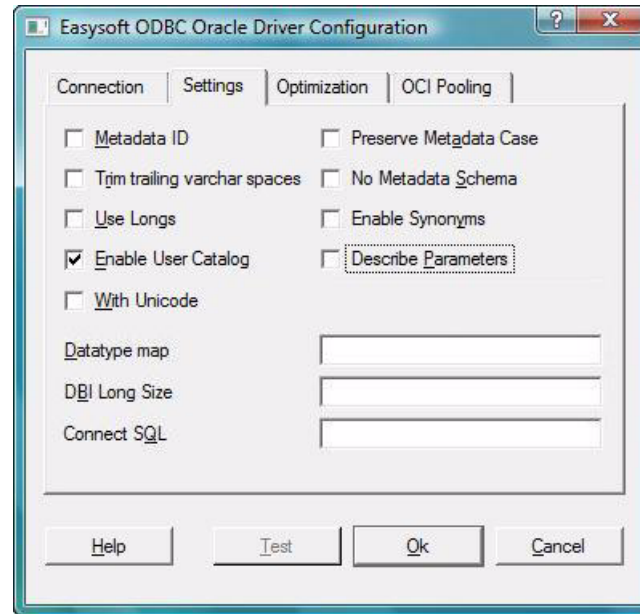 Easysoft ODBC Oracle Driver Configuration
Connection Settings Optimization OCI Pooling
Metadata ID Preserve Metadata Case
Trim trailing varchar spaces No Metadata Schema
Use Longs Enable Synonyms
Enable User Catalog Describe Parameters
With Unicode
Datatype map
DBI Long Size
Connect SQL
Help Test Ok Cancel